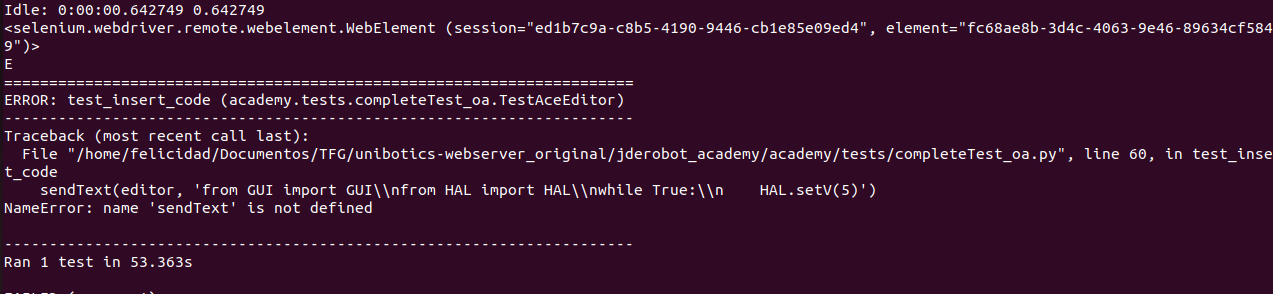 Idle: 0:00:00.642749 0.642749
<selenium.webdriver.remote.webelement.WebElement (session="ed1b7c9a-c8b5-4190-9446-cb1e85e09ed4", element="fc68ae8b-3d4c-4063-9e46-89634cf584
9")>
E
======================================================================
ERROR: test_insert_code (academy.tests.completeTest_oa.TestAceEditor)
----------------------------------------------------------------------
Traceback (most recent call last):
  File "/home/felicidad/Documentos/TFG/unibotics-webserver_original/jderobot_academy/academy/tests/completeTest_oa.py", line 60, in test_inse
t_code
    sendText(editor, 'from GUI import GUI\\nfrom HAL import HAL\\nwhile True:\\n    HAL.setV(5)')
NameError: name 'sendText' is not defined

----------------------------------------------------------------------
Ran 1 test in 53.363s